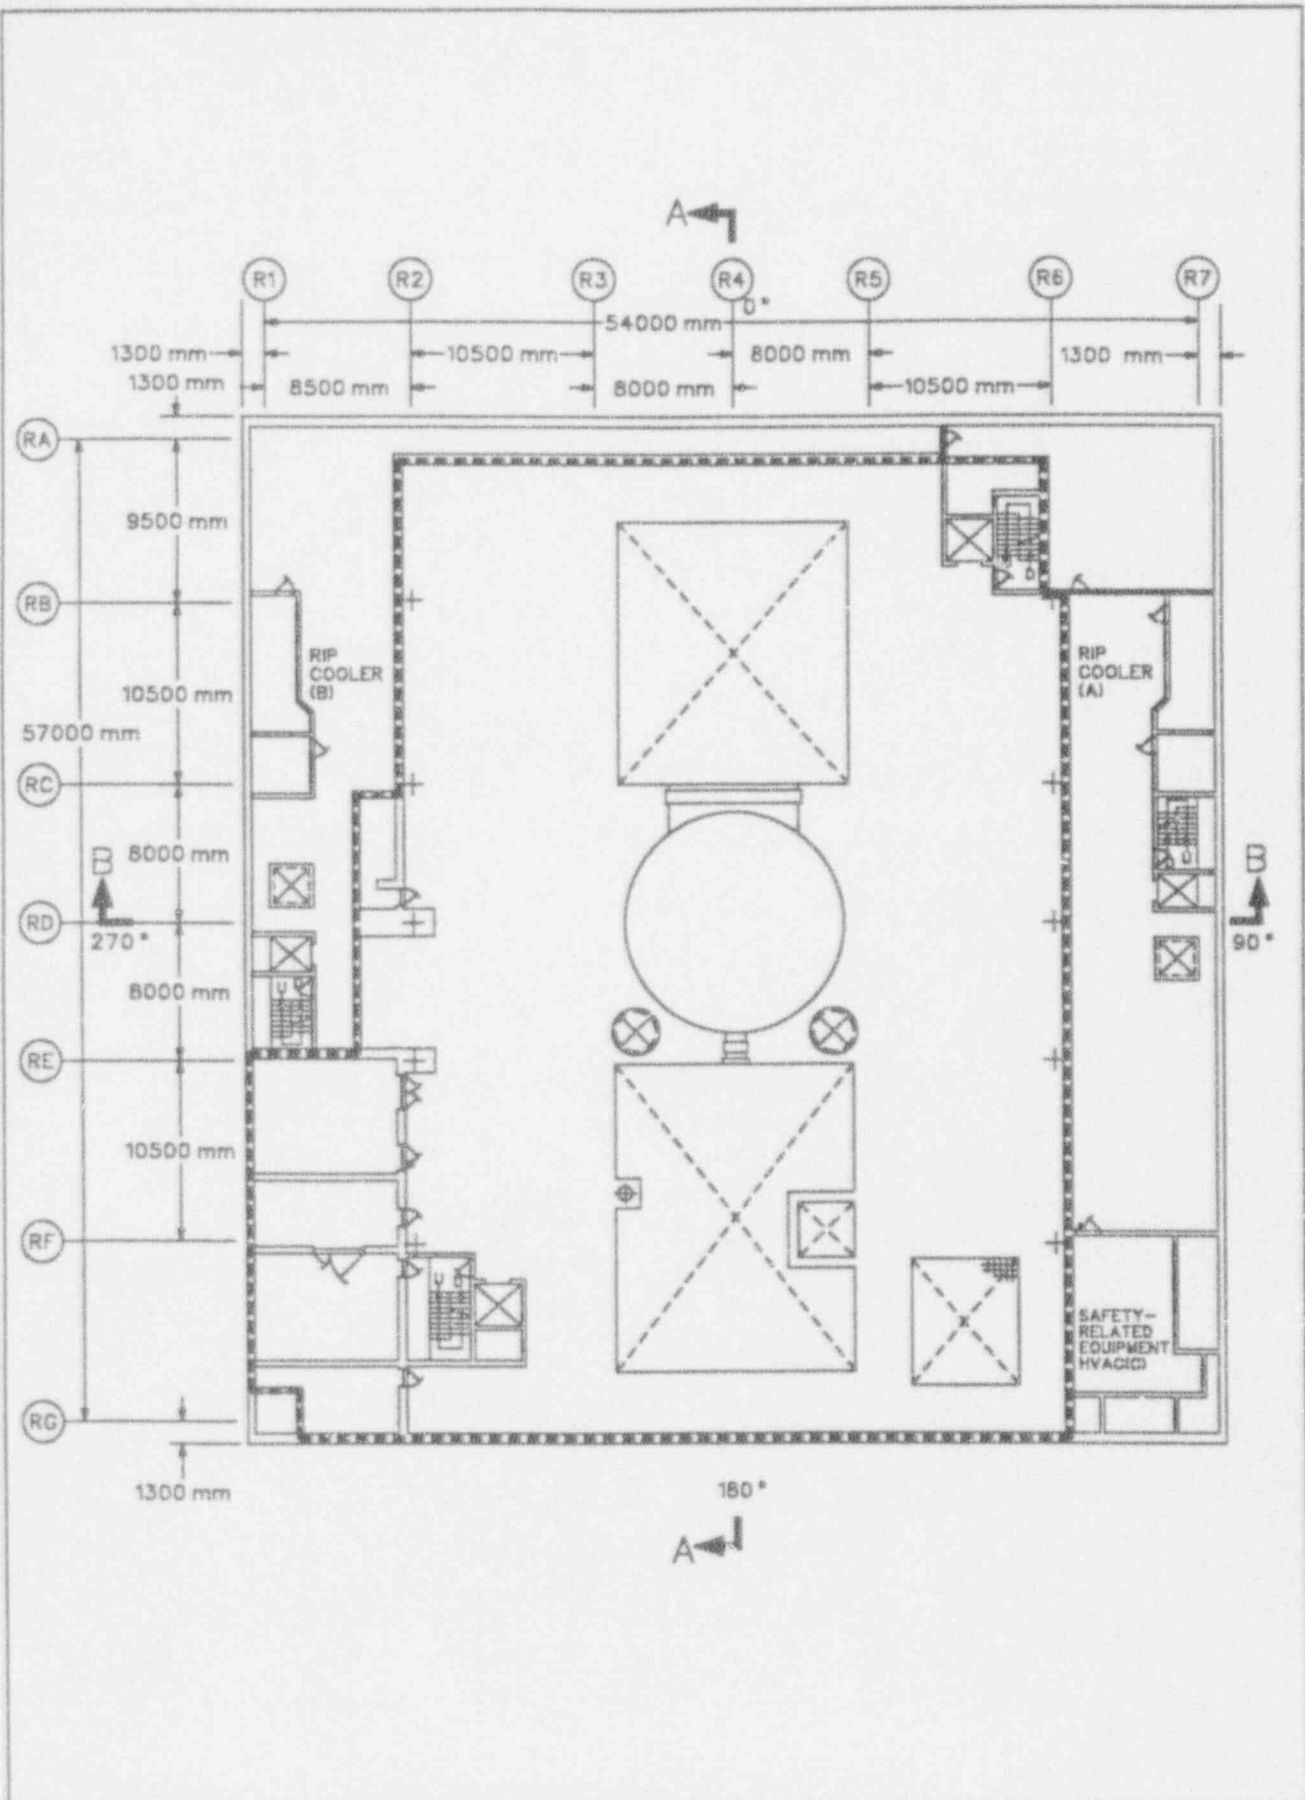 A
R1 R2 R3 R4 R5 R6 R7
0°
54000 mm
1300 mm 10500 mm 8000 mm 1300 mm
1300 mm 8500 mm 8000 mm 10500 mm
RA
9500 mm
RB
RIP
COOLER
(B)
RIP
COOLER
(A)
10500 mm
57000 mm
RC
8000 mm
B
B
RD
270°
90°
D
8000 mm
U D
RE
10500 mm
RF
U D
SAFETY-
RELATED
EQUIPMENT
HVAC(C)
RG
1300 mm
180°
A